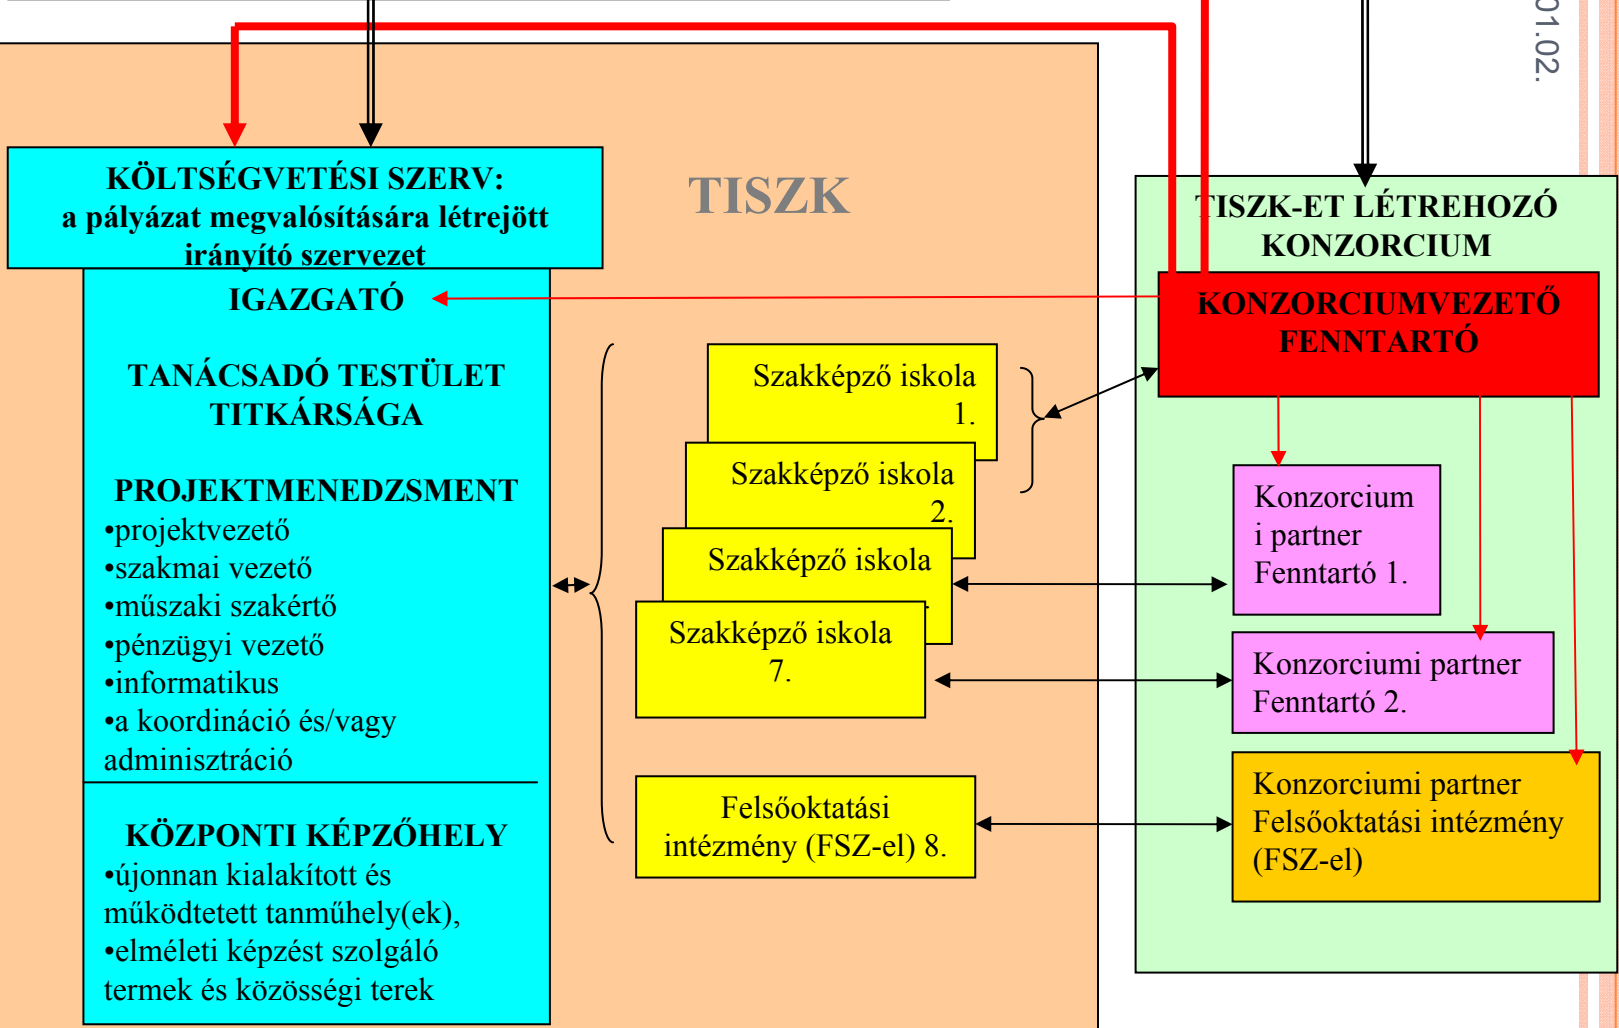 01.02.
KÖLTSÉGVETÉSI SZERV:
a pályázat megvalósítására létrejött
irányító szervezet
IGAZGATÓ
TANÁCSADÓ TESTÜLET
TITKÁRSÁGA
PROJEKTMENEDZSMENT
•projektvezető
•szakmai vezető
•műszaki szakértő
•pénzügyi vezető
•informatikus
•a koordináció és/vagy
adminisztráció
KÖZPONTI KÉPZŐHELY
•újonnan kialakított és
működtetett tanműhely(ek),
•elméleti képzést szolgáló
termek és közösségi terek
TISZK
Szakképző iskola
1.
Szakképző iskola
2.
Szakképző iskola
Szakképző iskola
7.
Felsőoktatási
intézmény (FSZ-el) 8.
TISZK-ET LÉTREHOZÓ
KONZORCIUM
KONZORCIUMVEZETŐ
FENNTARTÓ
Konzorcium
i partner
Fenntartó 1.
Konzorciumi partner
Fenntartó 2.
Konzorciumi partner
Felsőoktatási intézmény
(FSZ-el)